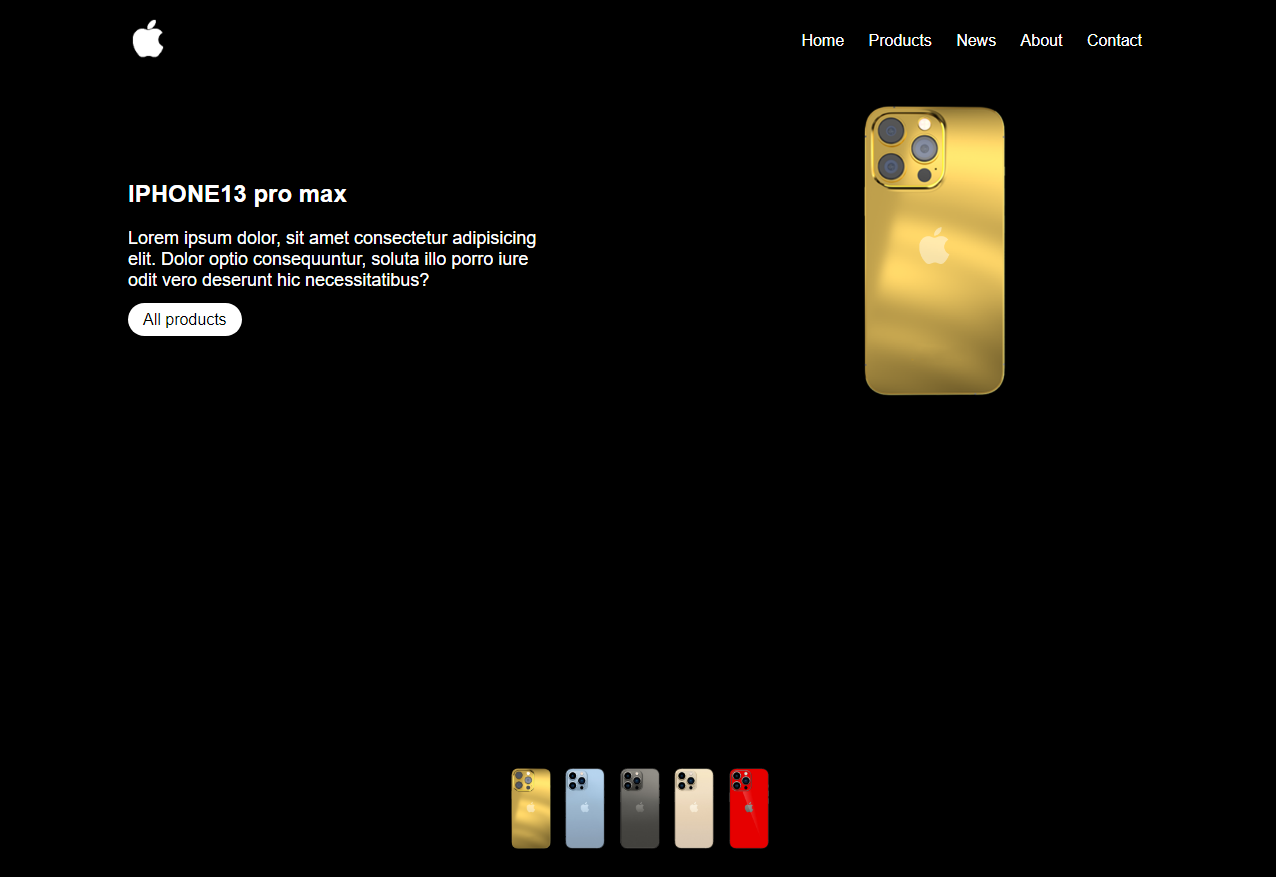 Home Products News About Contact
IPHONE13 pro max
Lorem ipsum dolor, sit amet consectetur adipisicing
elit. Dolor optio consequuntur, soluta illo porro iure
odit vero deserunt hic necessitatibus?
All products